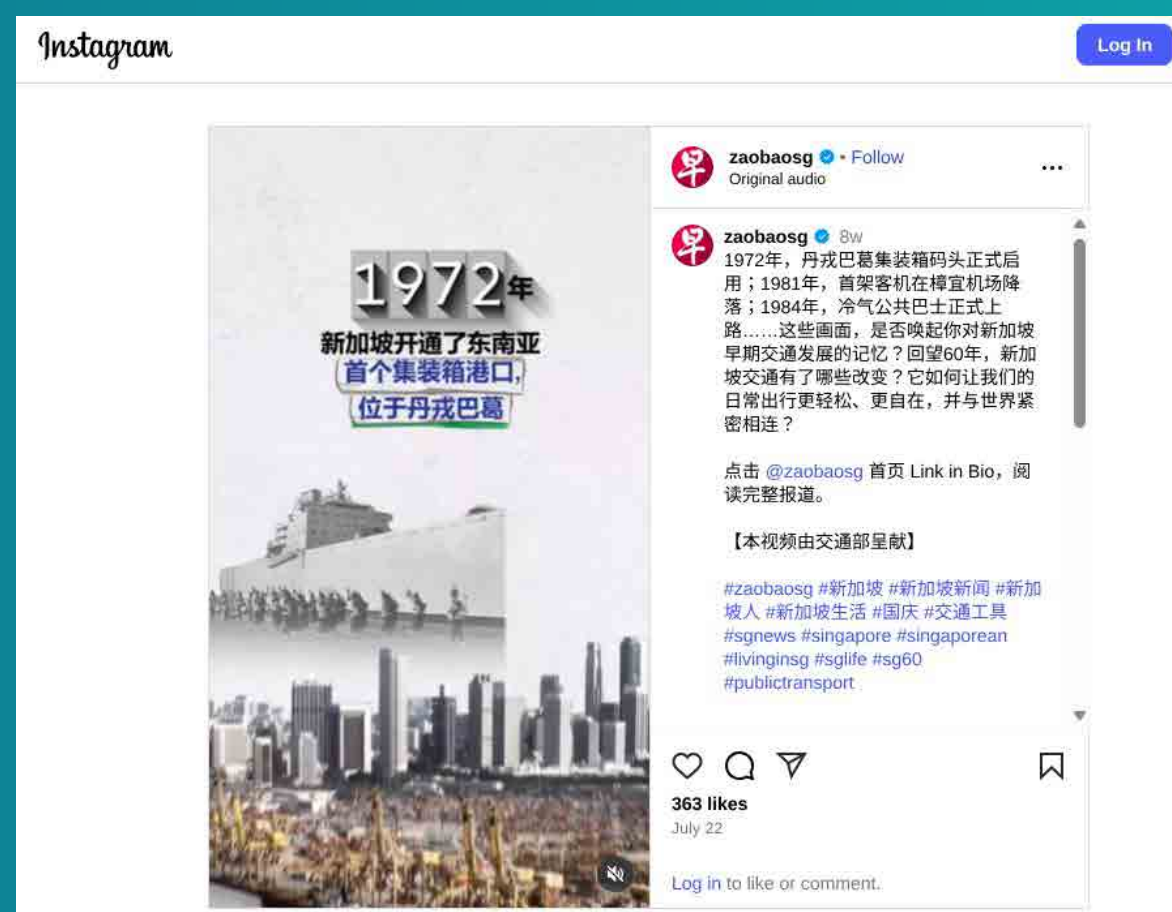 Instagram
Log In
1972年
新加坡开通了东南亚
首个集装箱港口,
位于丹戎巴葛
早
zaobaosg • Follow
Original audio
早
zaobaosg 8w
1972年，丹戎巴葛集装箱码头正式启
用；1981年，首架客机在樟宜机场降
落；1984年，冷气公共巴士正式上
路……这些画面，是否唤起你对新加坡
早期交通发展的记忆？回望60年，新加
坡交通有了哪些改变？它如何让我们的
日常出行更轻松、更自在，并与世界紧
密相连？
点击 @zaobaosg 首页 Link in Bio，阅
读完整报道。
【本视频由交通部呈献】
#zaobaosg #新加坡 #新加坡新闻 #新加
坡人 #新加坡生活 #国庆 #交通工具
#sgnews #singapore #singaporean
#livinginsg #sglife #sg60
#publictransport
363 likes
July 22
Log in to like or comment.